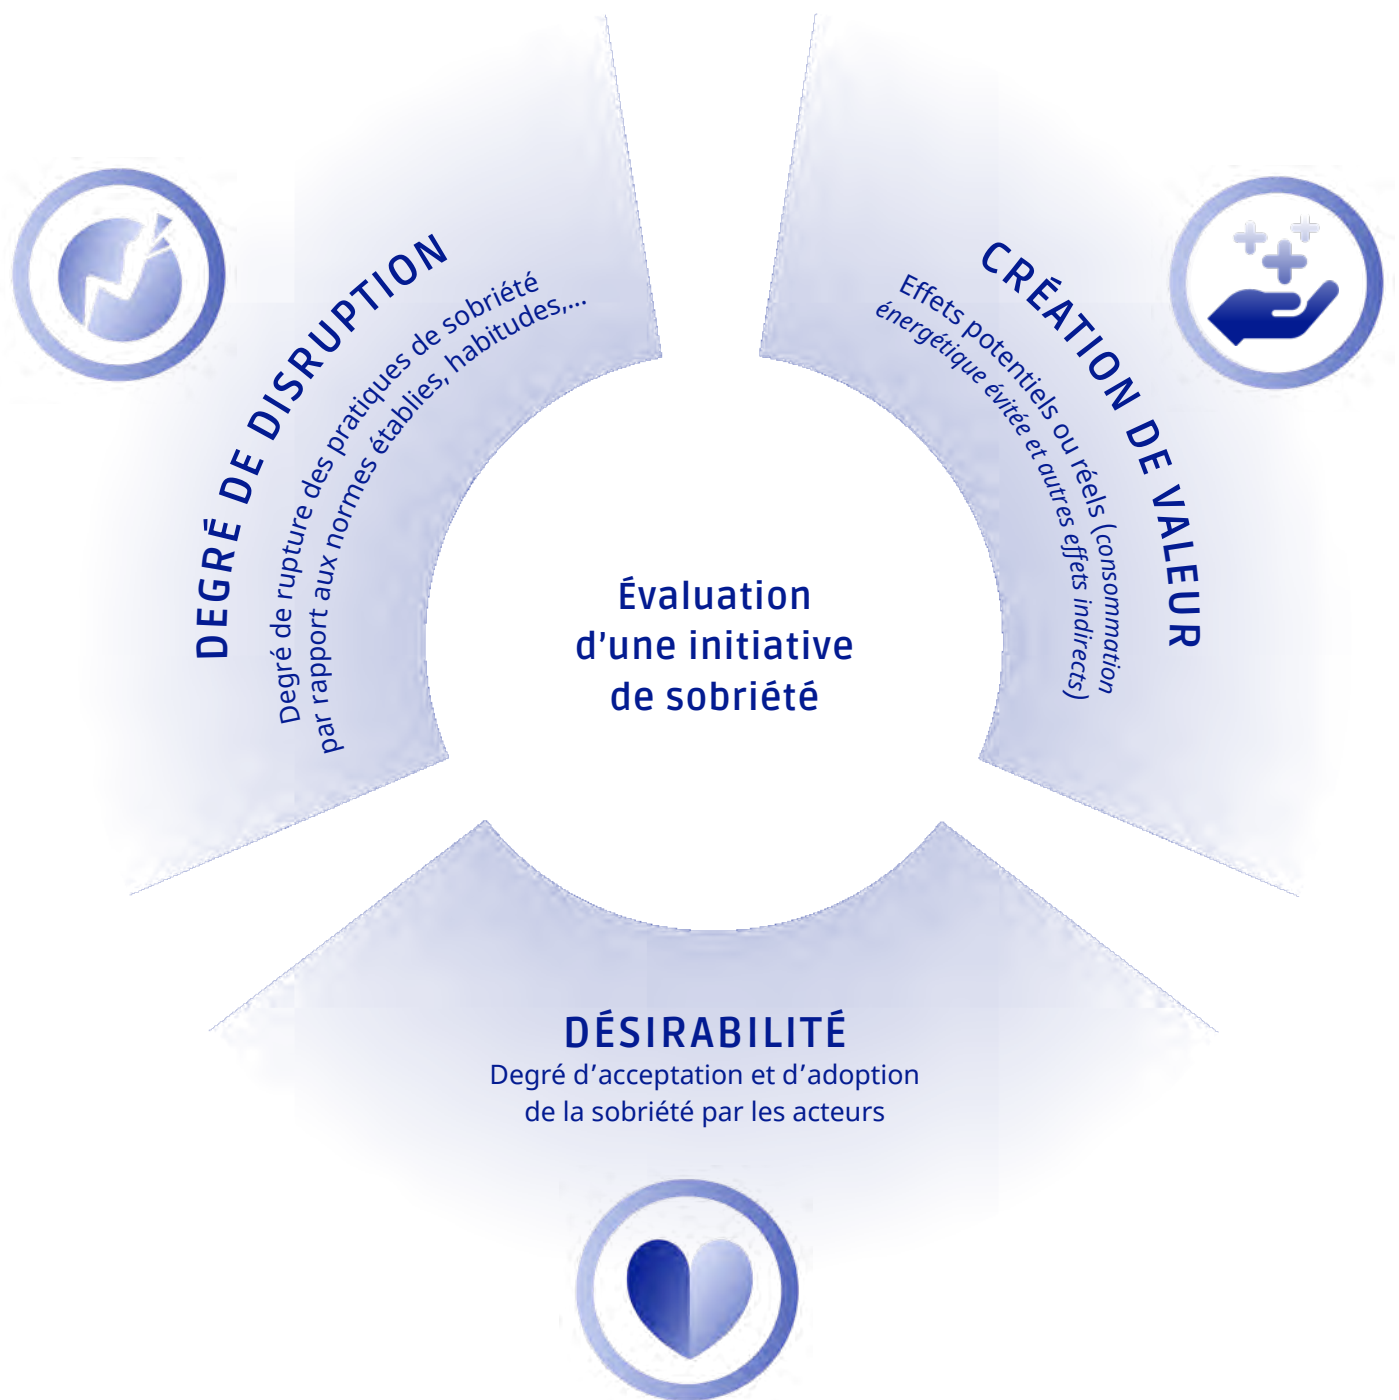 DEGRÉ DE DISRUPTION
Degré de rupture des pratiques de sobriété
par rapport aux normes établies, habitudes,...
CRÉATION DE VALEUR
Effets potentiels ou réels (consommation
énergétique évitée et autres effets indirects)
Évaluation
d’une initiative
de sobriété
DÉSIRABILITÉ
Degré d’acceptation et d’adoption
de la sobriété par les acteurs